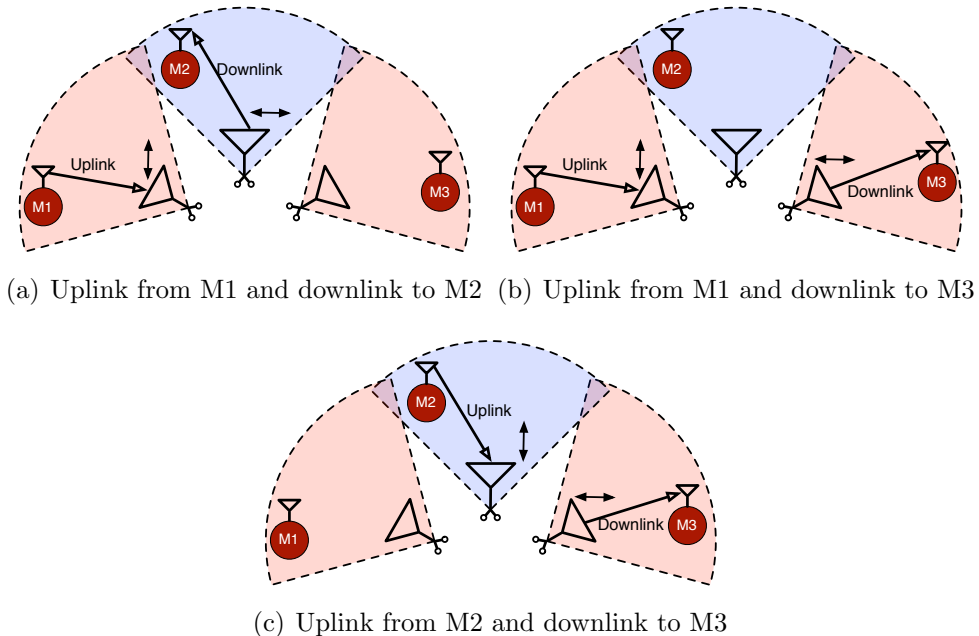 M2
Downlink
Uplink
M1
M3
M2
Uplink
M1
Downlink
M3
(a) Uplink from M1 and downlink to M2
(b) Uplink from M1 and downlink to M3
M2
Uplink
M1
Downlink
M3
(c) Uplink from M2 and downlink to M3